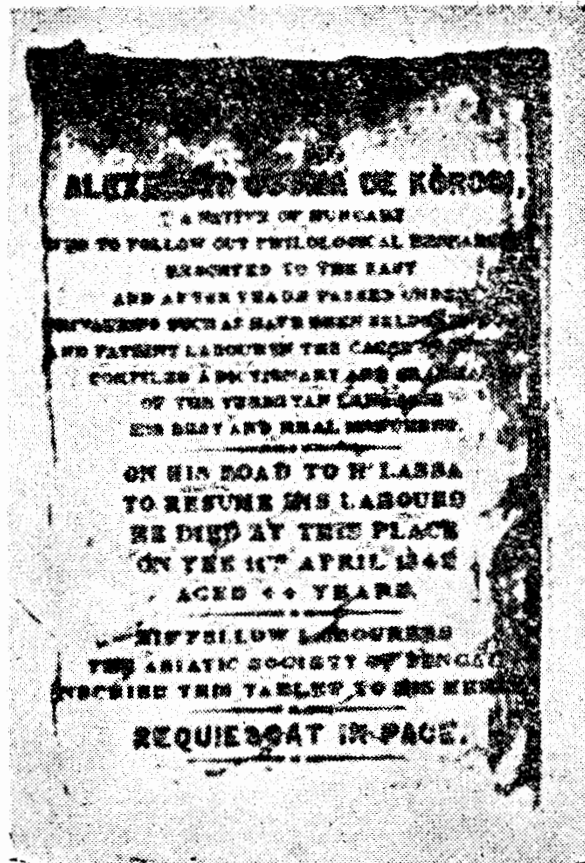 ALEXANDER CSOMA DE KÖRÖSI,
A NATIVE OF HUNGARY
WHO TO FOLLOW OUT PHILOLOGICAL RESEARCHES
RESORTED TO THE EAST
AND AFTER YEARS PASSED UNDER
PRIVATIONS SUCH AS HAVE BEEN SELDOM
AND PATIENT LABOUR IN THE CAUSE OF
COMPILED A DICTIONARY AND GRAMMAR
OF THE THIBETAN LANGUAGE
HIS BEST AND REAL MONUMENT.
ON HIS ROAD TO H'LASSA
TO RESUME HIS LABOURS
HE DIED AT THIS PLACE
ON THE 11TH APRIL 1842
AGED 44 YEARS.
HIS FELLOW LABOURERS
THE ASIATIC SOCIETY OF BENGAL
INSCRIBE THIS TABLET TO HIS MEMORY
REQUIESCAT IN PACE.